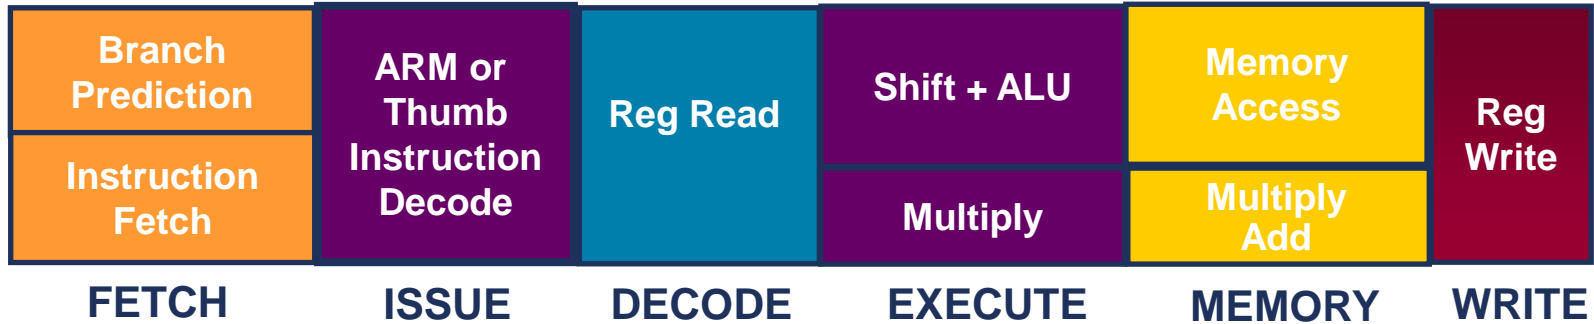 Branch
Prediction
Instruction
Fetch
ARM or
Thumb
Instruction
Decode
Reg Read
Shift + ALU
Multiply
Memory
Access
Multiply
Add
Reg
Write
FETCH
ISSUE
DECODE
EXECUTE
MEMORY
WRITE